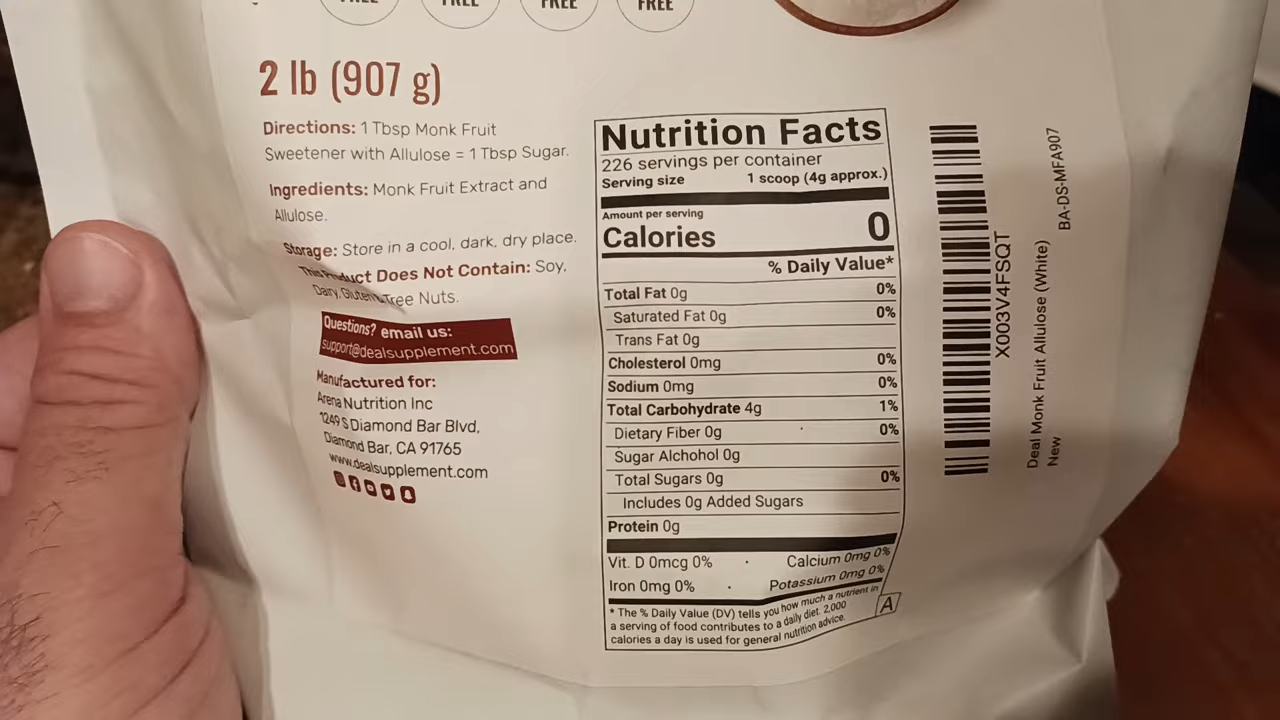 FREE FREE FREE FREE
2 lb (907 g)
Directions: 1 Tbsp Monk Fruit
Sweetener with Allulose = 1 Tbsp Sugar.
Ingredients: Monk Fruit Extract and
Allulose.
Storage: Store in a cool, dark, dry place.
This Product Does Not Contain: Soy,
Dairy, Gluten, Tree Nuts.
Questions? email us:
support@dealsupplement.com
Manufactured for:
Arena Nutrition Inc
1249 S Diamond Bar Blvd,
Diamond Bar, CA 91765
www.dealsupplement.com
Nutrition Facts
226 servings per container
Serving size 1 scoop (4g approx.)
Amount per serving
Calories 0
% Daily Value*
Total Fat 0g 0%
Saturated Fat 0g 0%
Trans Fat 0g
Cholesterol 0mg 0%
Sodium 0mg 0%
Total Carbohydrate 4g 1%
Dietary Fiber 0g 0%
Sugar Alchohol 0g
Total Sugars 0g 0%
Includes 0g Added Sugars
Protein 0g
Vit. D 0mcg 0% · Calcium 0mg 0%
Iron 0mg 0% · Potassium 0mg 0%
* The % Daily Value (DV) tells you how much a nutrient in
a serving of food contributes to a daily diet. 2,000
calories a day is used for general nutrition advice.
A
X003V4FSQT
Deal Monk Fruit Allulose (White)
New
BA-DS-MFA907